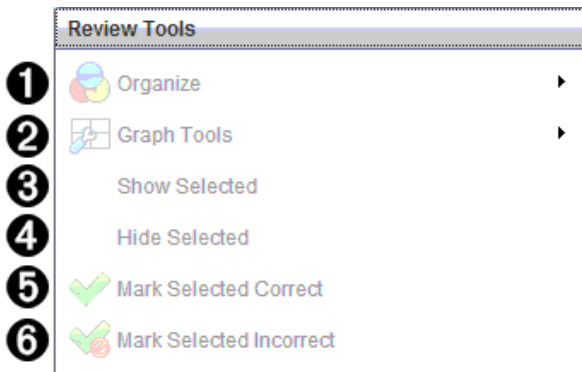 Review Tools
1 Organize
2 Graph Tools
3 Show Selected
4 Hide Selected
5 Mark Selected Correct
6 Mark Selected Incorrect